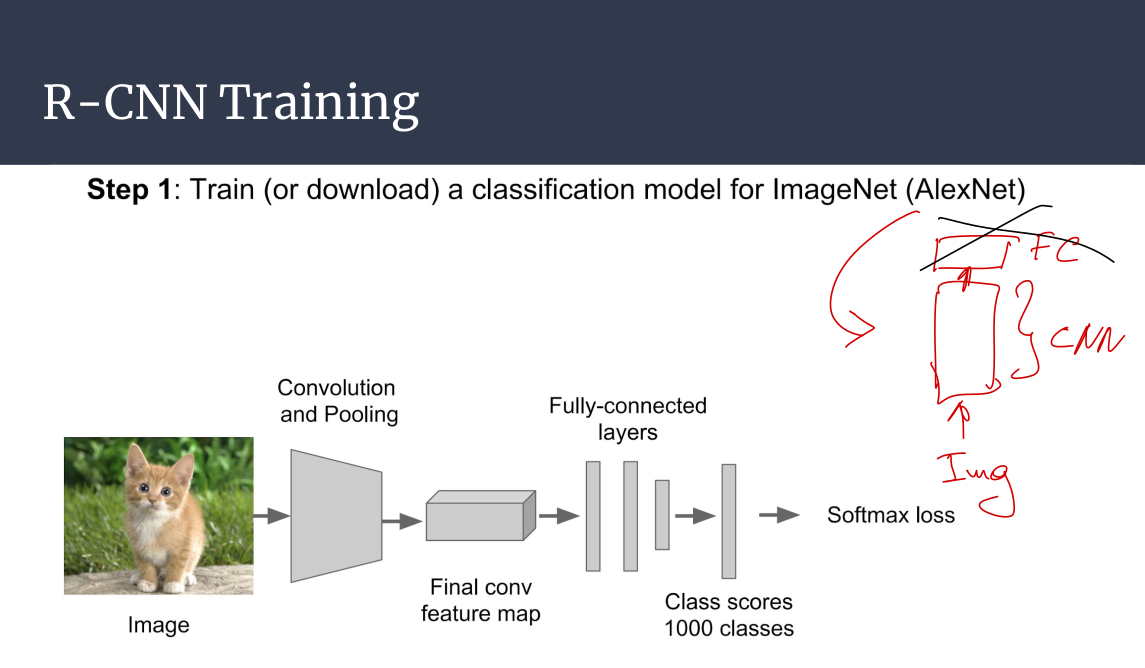 R-CNN Training
Step 1: Train (or download) a classification model for ImageNet (AlexNet)
FC
CNN
Img
Convolution
and Pooling
Fully-connected
layers
Softmax loss
Final conv
feature map
Class scores
1000 classes
Image